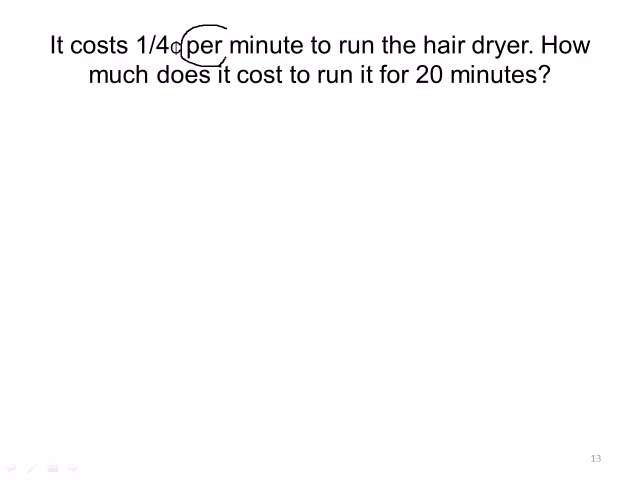 It costs 1/4¢ per minute to run the hair dryer. How
much does it cost to run it for 20 minutes?
13